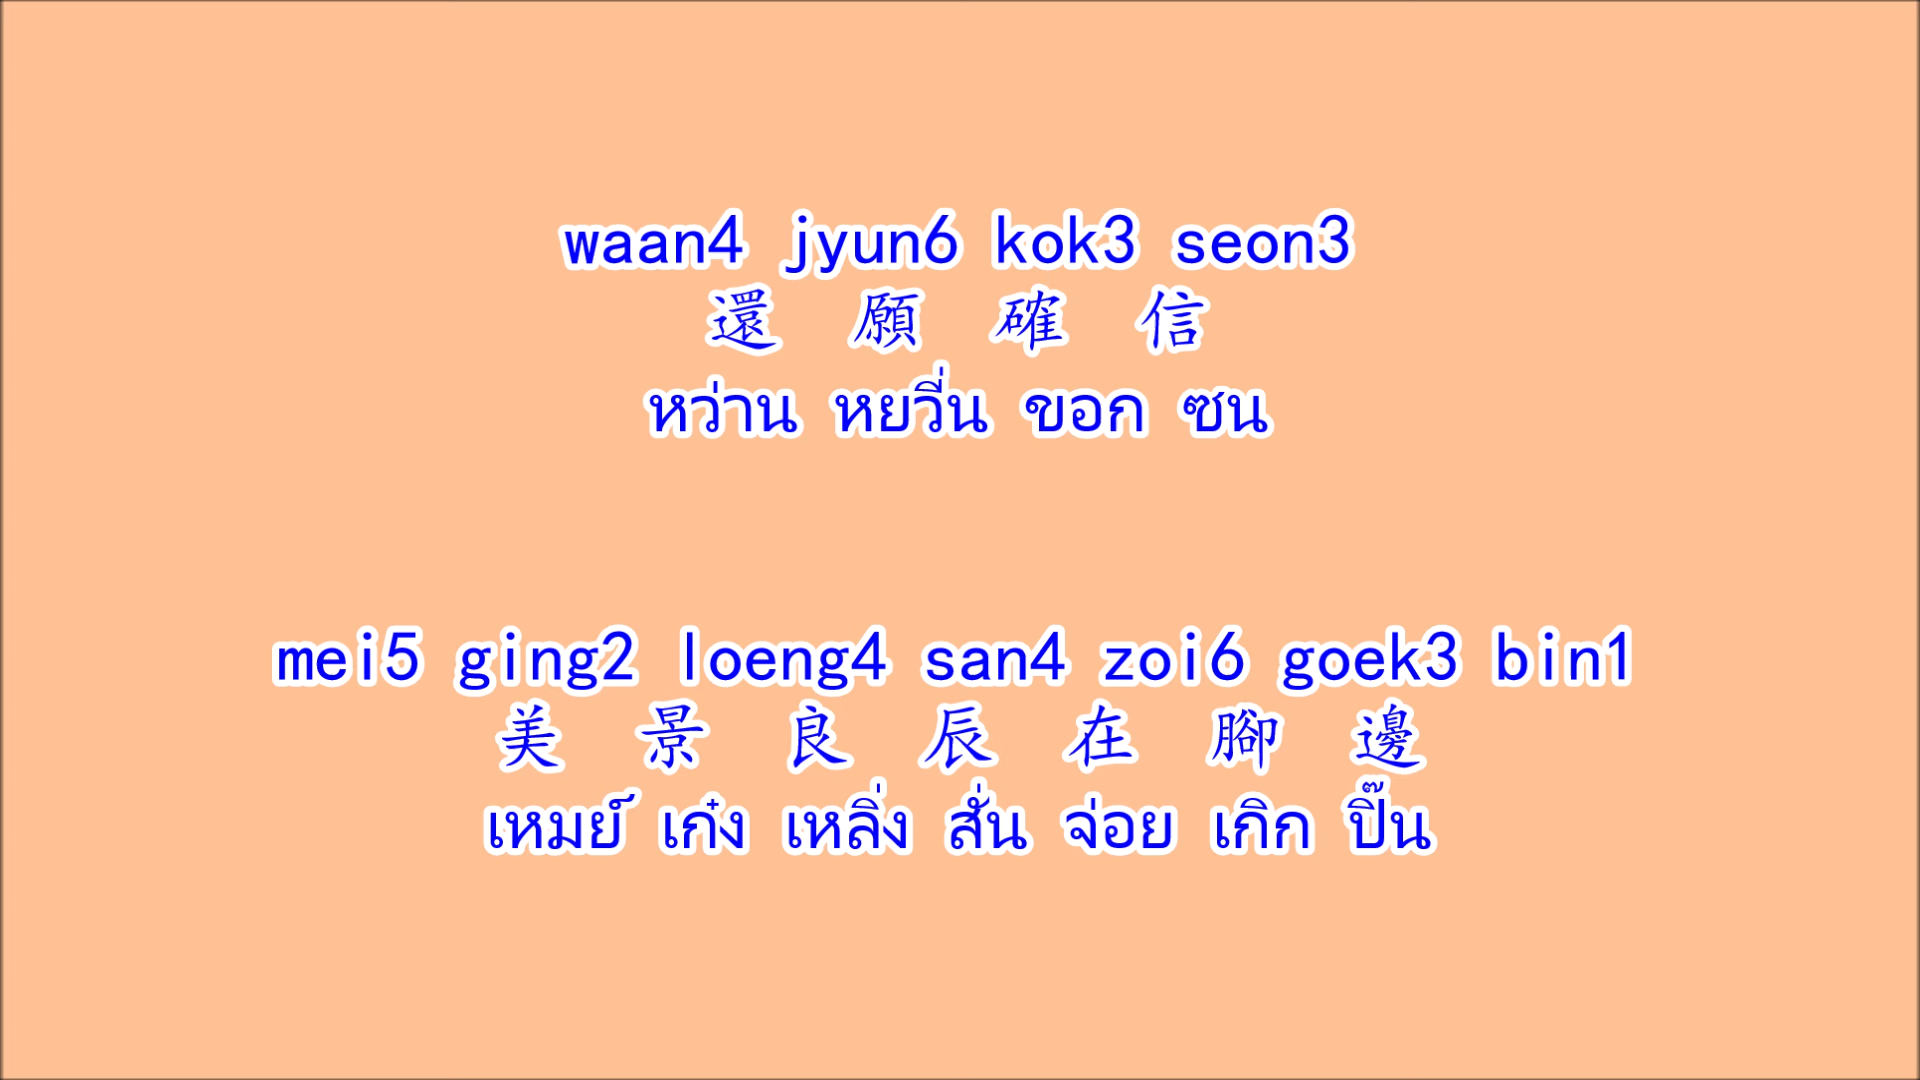 waan4 jyun6 kok3 seon3
還 願 確 信
หว่าน หยวี่น ขอก ซน
mei5 ging2 loeng4 san4 zoi6 goek3 bin1
美 景 良 辰 在 腳 邊
เหมย์ เก๋ง เหลิ่ง สั่น จ่อย เกิก ปิ๊น